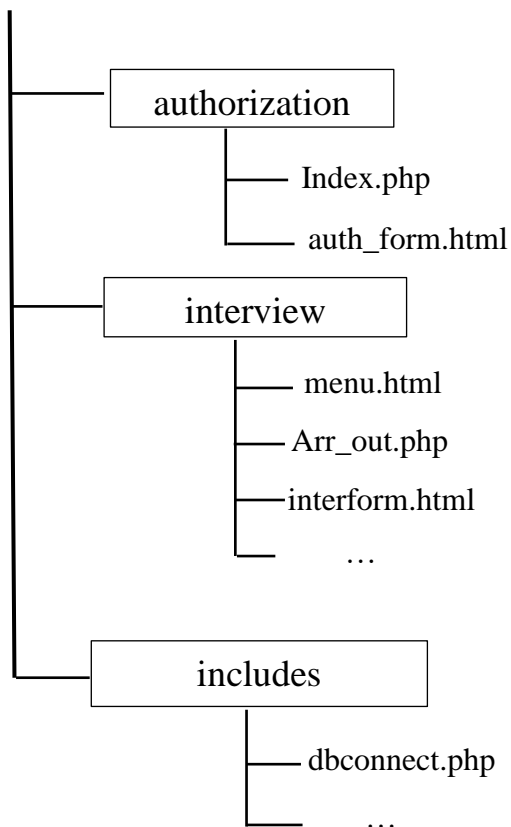 authorization
Index.php
auth_form.html
interview
menu.html
Arr_out.php
interform.html
…
includes
dbconnect.php
…